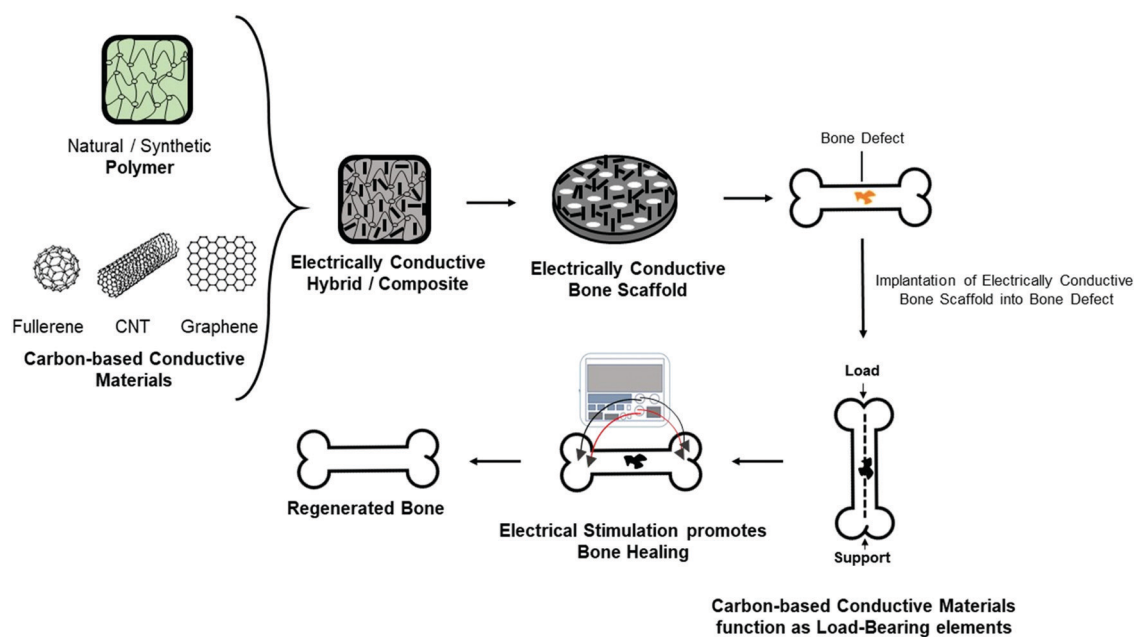 Natural / Synthetic
Polymer
Fullerene CNT Graphene
Carbon-based Conductive
Materials
Electrically Conductive
Hybrid / Composite
Electrically Conductive
Bone Scaffold
Bone Defect
Implantation of Electrically Conductive
Bone Scaffold into Bone Defect
Load
Support
Carbon-based Conductive Materials
function as Load-Bearing elements
Electrical Stimulation promotes
Bone Healing
Regenerated Bone